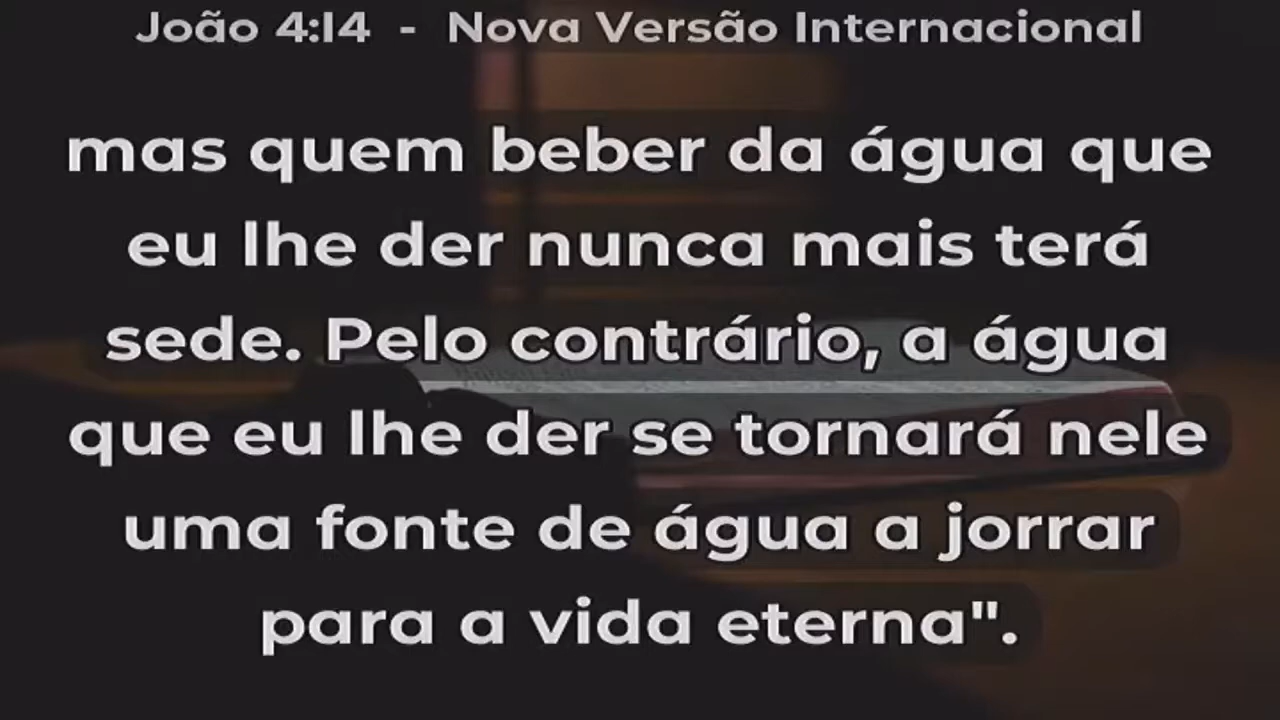 João 4:14 - Nova Versão Internacional
mas quem beber da água que
eu lhe der nunca mais terá
sede. Pelo contrário, a água
que eu lhe der se tornará nele
uma fonte de água a jorrar
para a vida eterna".